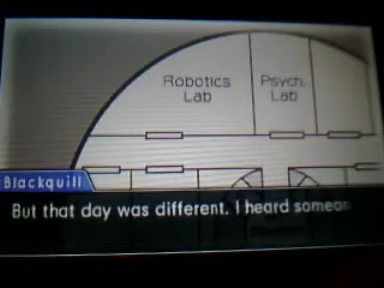 Robotics
Lab
Psych.
Lab
Blackquill
But that day was different. I heard someon